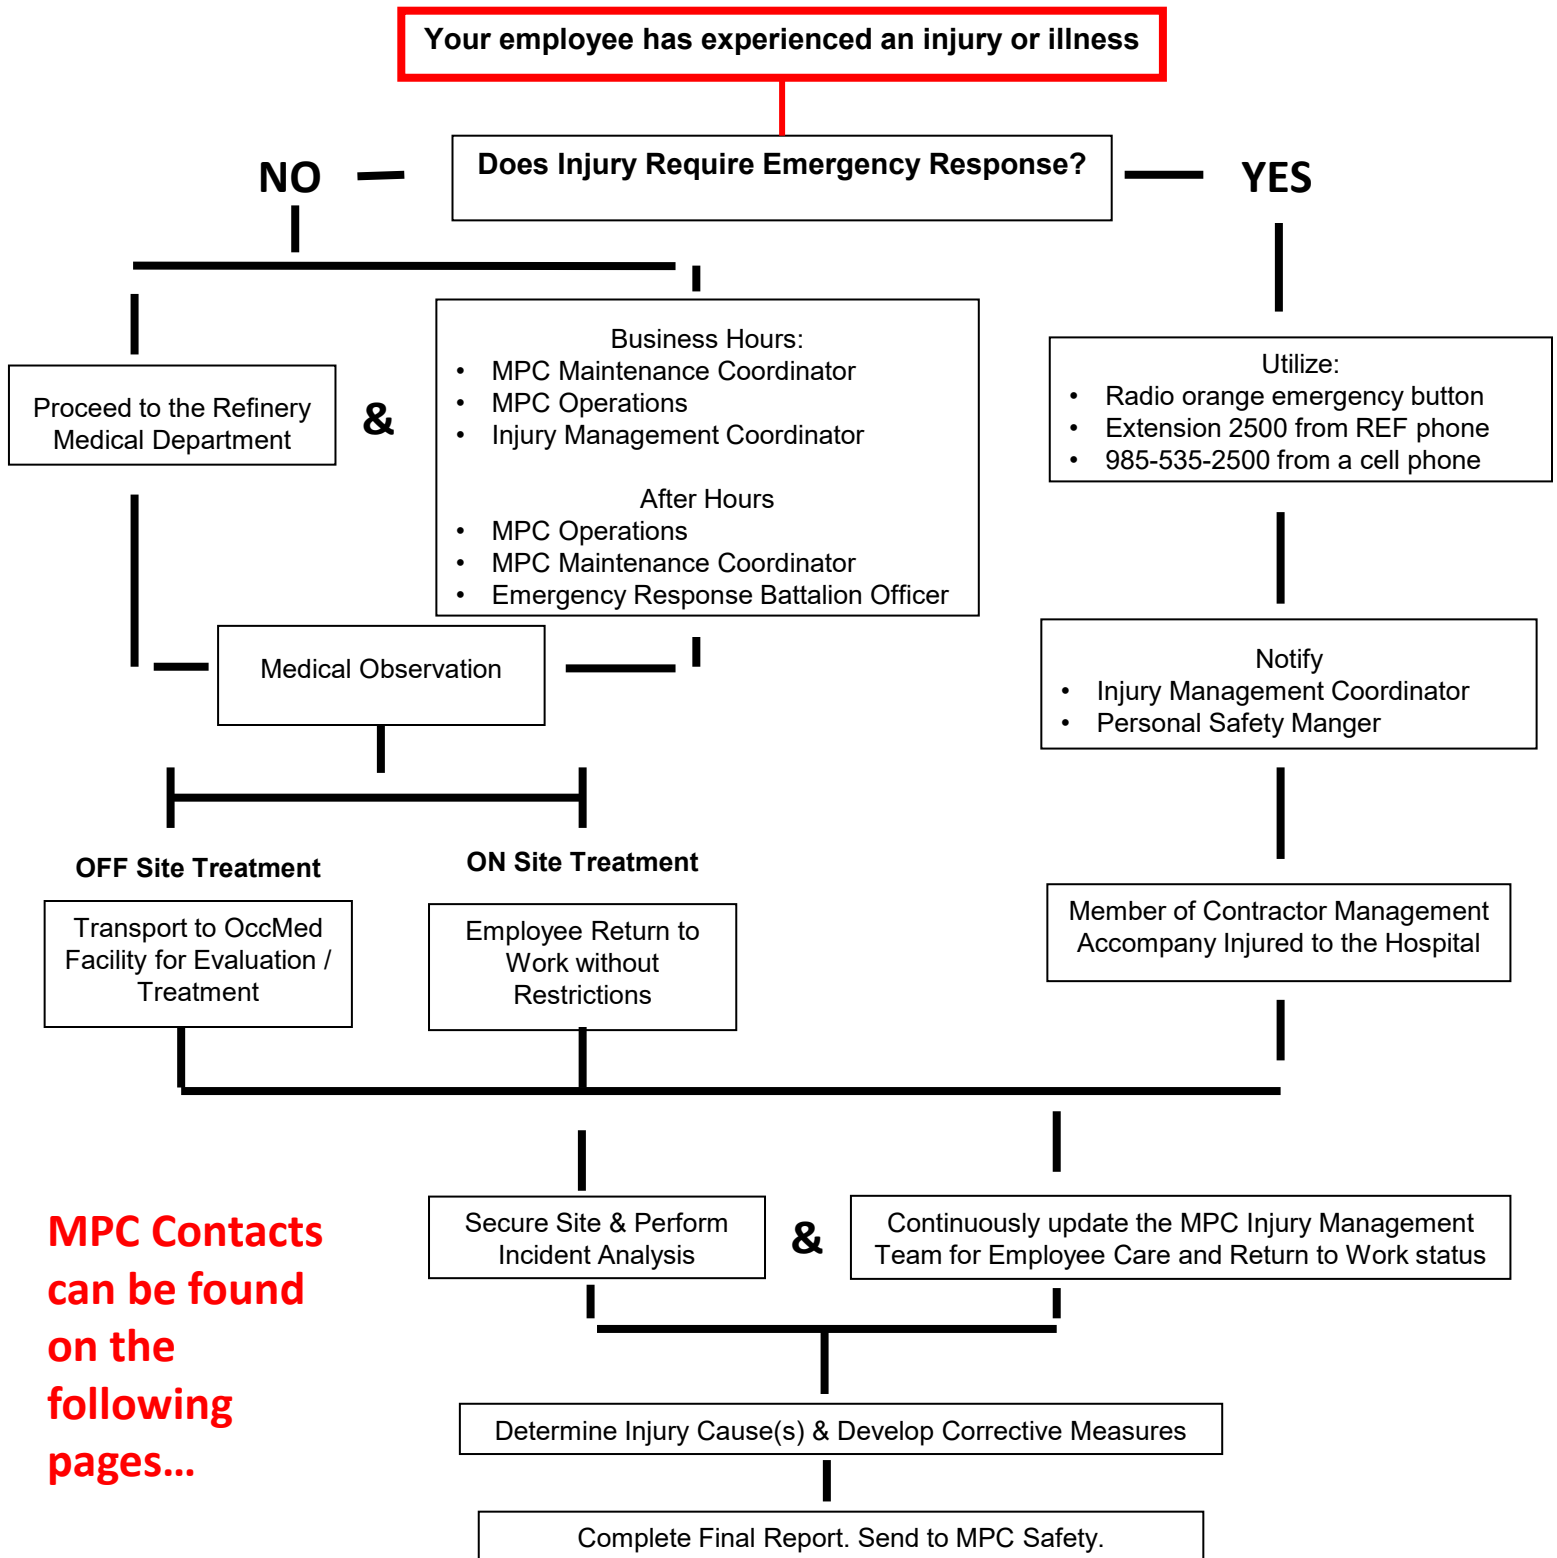 Your employee has experienced an injury or illness
Does Injury Require Emergency Response?
NO
YES
Proceed to the Refinery
Medical Department
&
Business Hours:
• MPC Maintenance Coordinator
• MPC Operations
• Injury Management Coordinator
After Hours
• MPC Operations
• MPC Maintenance Coordinator
• Emergency Response Battalion Officer
Utilize:
• Radio orange emergency button
• Extension 2500 from REF phone
• 985-535-2500 from a cell phone
Medical Observation
Notify
• Injury Management Coordinator
• Personal Safety Manger
OFF Site Treatment
Transport to OccMed
Facility for Evaluation /
Treatment
ON Site Treatment
Employee Return to
Work without
Restrictions
Member of Contractor Management
Accompany Injured to the Hospital
Secure Site & Perform
Incident Analysis
&
Continuously update the MPC Injury Management
Team for Employee Care and Return to Work status
MPC Contacts
can be found
on the
following
pages…
Determine Injury Cause(s) & Develop Corrective Measures
Complete Final Report. Send to MPC Safety.